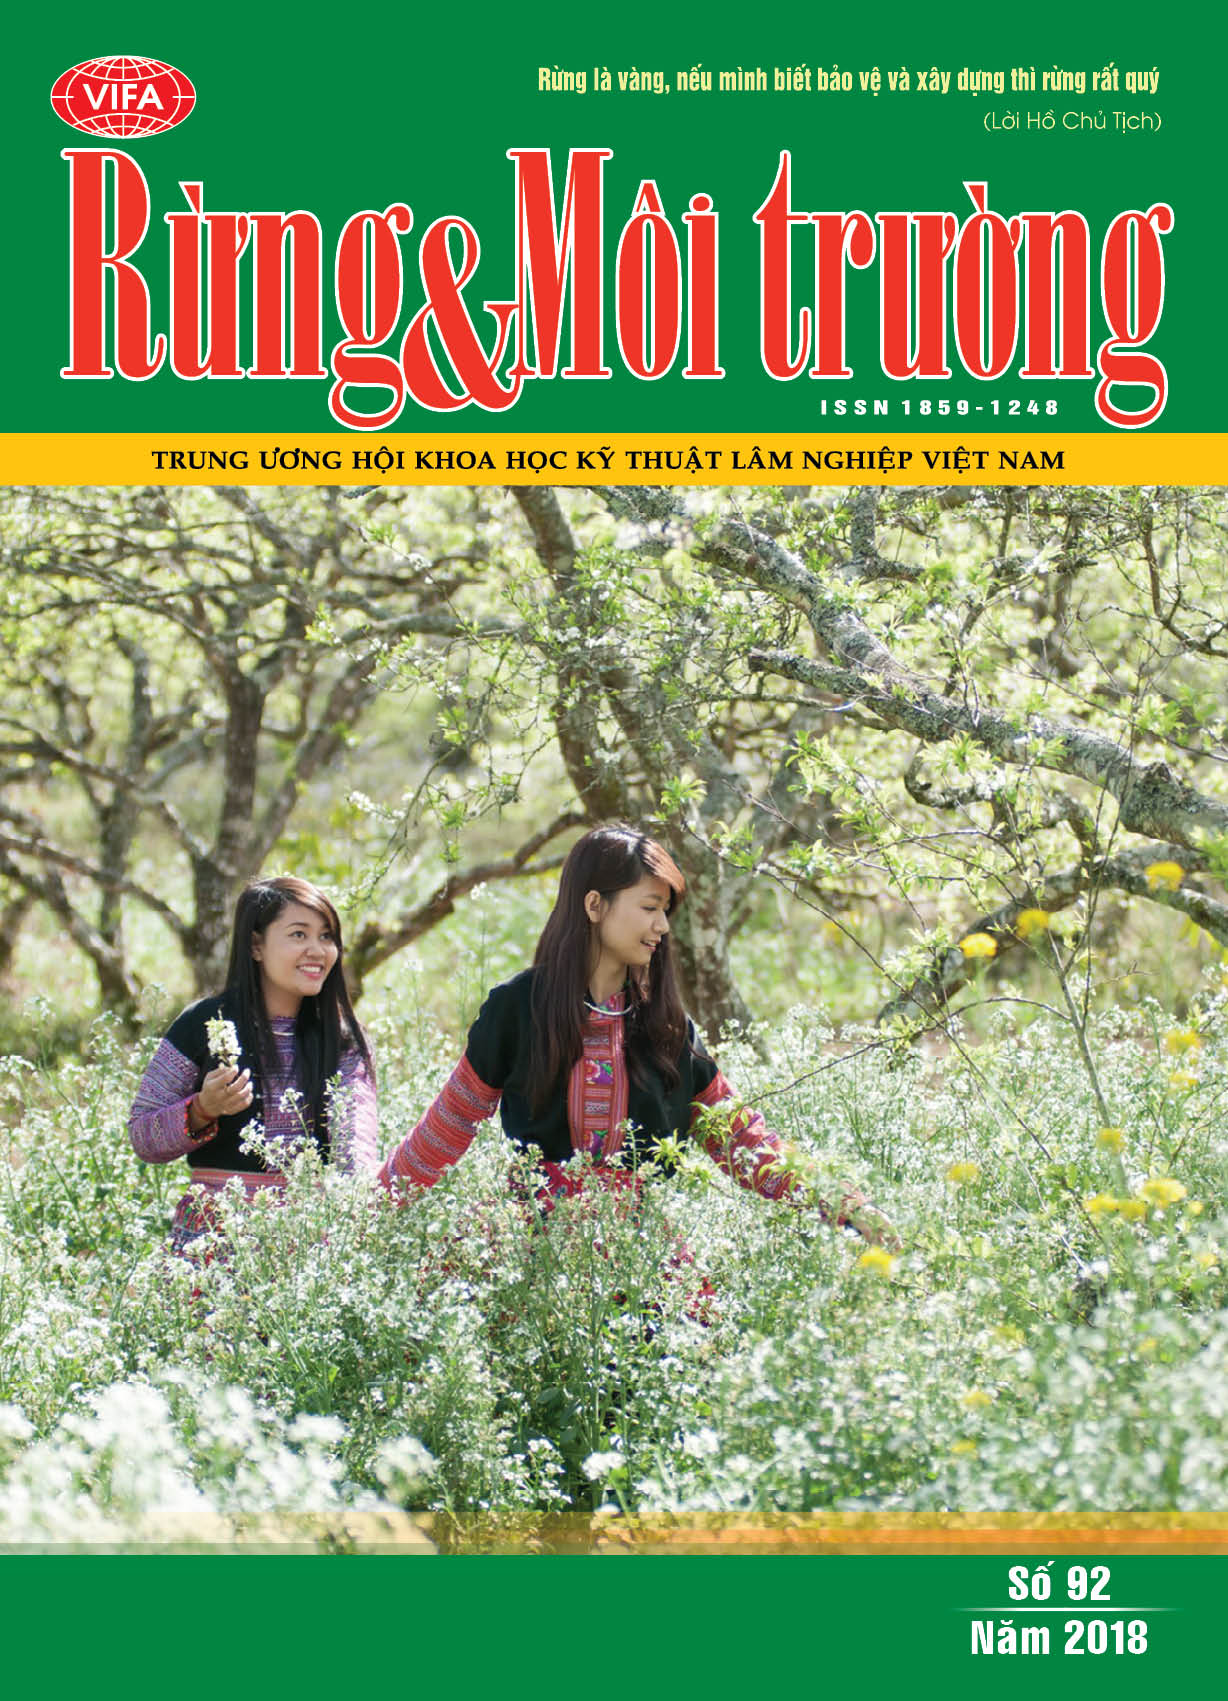 VIFA
Rừng là vàng, nếu mình biết bảo vệ và xây dựng thì rừng rất quý
(Lời Hồ Chủ Tịch)
Rừng & Môi trường
ISSN 1859-1248
TRUNG ƯƠNG HỘI KHOA HỌC KỸ THUẬT LÂM NGHIỆP VIỆT NAM
Số 92
Năm 2018